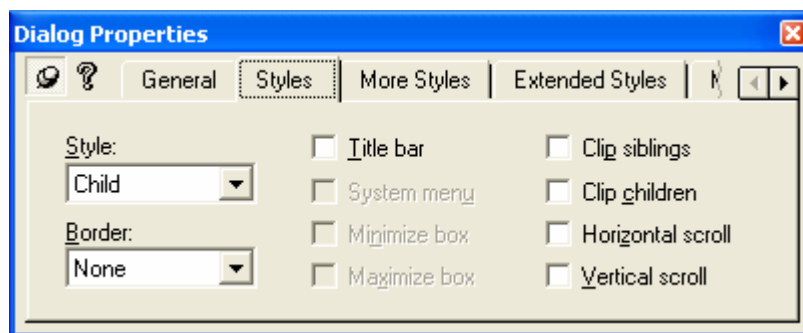 Dialog Properties
General Styles More Styles Extended Styles
Style: Title bar Clip siblings
Child System menu Clip children
Border: Minimize box Horizontal scroll
None Maximize box Vertical scroll